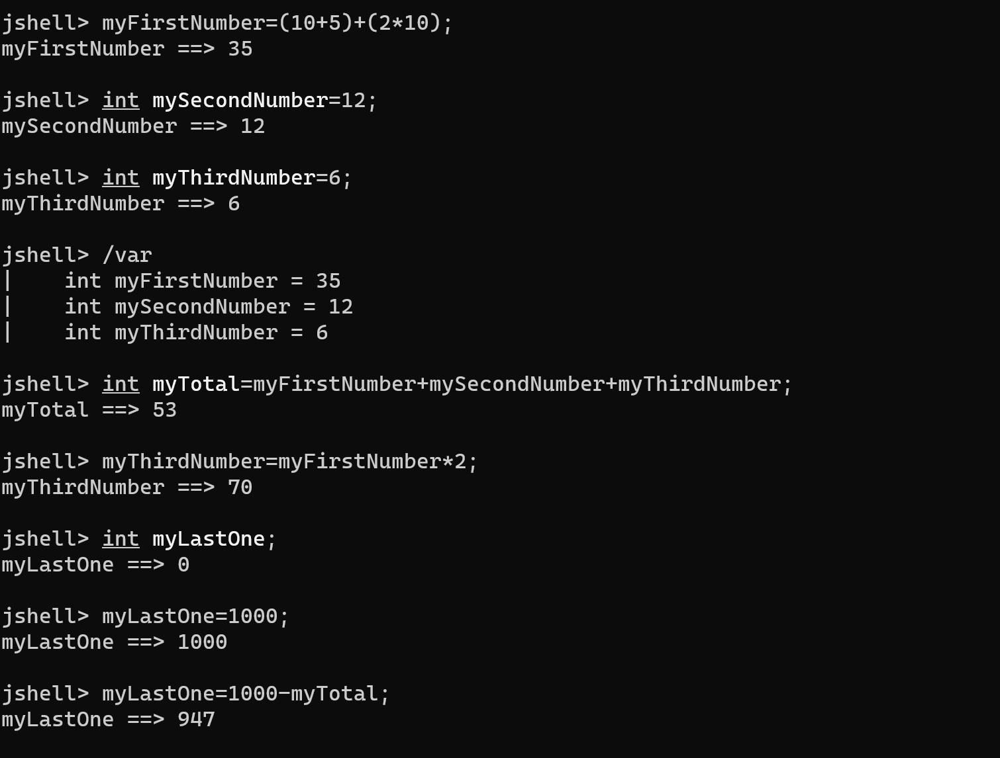 jshell> myFirstNumber=(10+5)+(2*10);
myFirstNumber ==> 35
jshell> int mySecondNumber=12;
mySecondNumber ==> 12
jshell> int myThirdNumber=6;
myThirdNumber ==> 6
jshell> /var
|    int myFirstNumber = 35
|    int mySecondNumber = 12
|    int myThirdNumber = 6
jshell> int myTotal=myFirstNumber+mySecondNumber+myThirdNumber;
myTotal ==> 53
jshell> myThirdNumber=myFirstNumber*2;
myThirdNumber ==> 70
jshell> int myLastOne;
myLastOne ==> 0
jshell> myLastOne=1000;
myLastOne ==> 1000
jshell> myLastOne=1000-myTotal;
myLastOne ==> 947